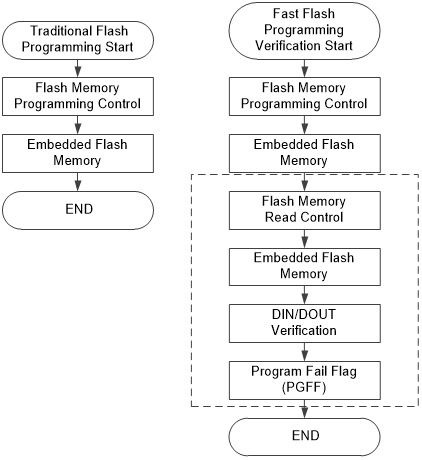 Traditional Flash
Programming Start
Flash Memory
Programming Control
Embedded Flash
Memory
END
Fast Flash
Programming
Verification Start
Flash Memory
Programming Control
Embedded Flash
Memory
Flash Memory
Read Control
Embedded Flash
Memory
DIN/DOUT
Verification
Program Fail Flag
(PGFF)
END